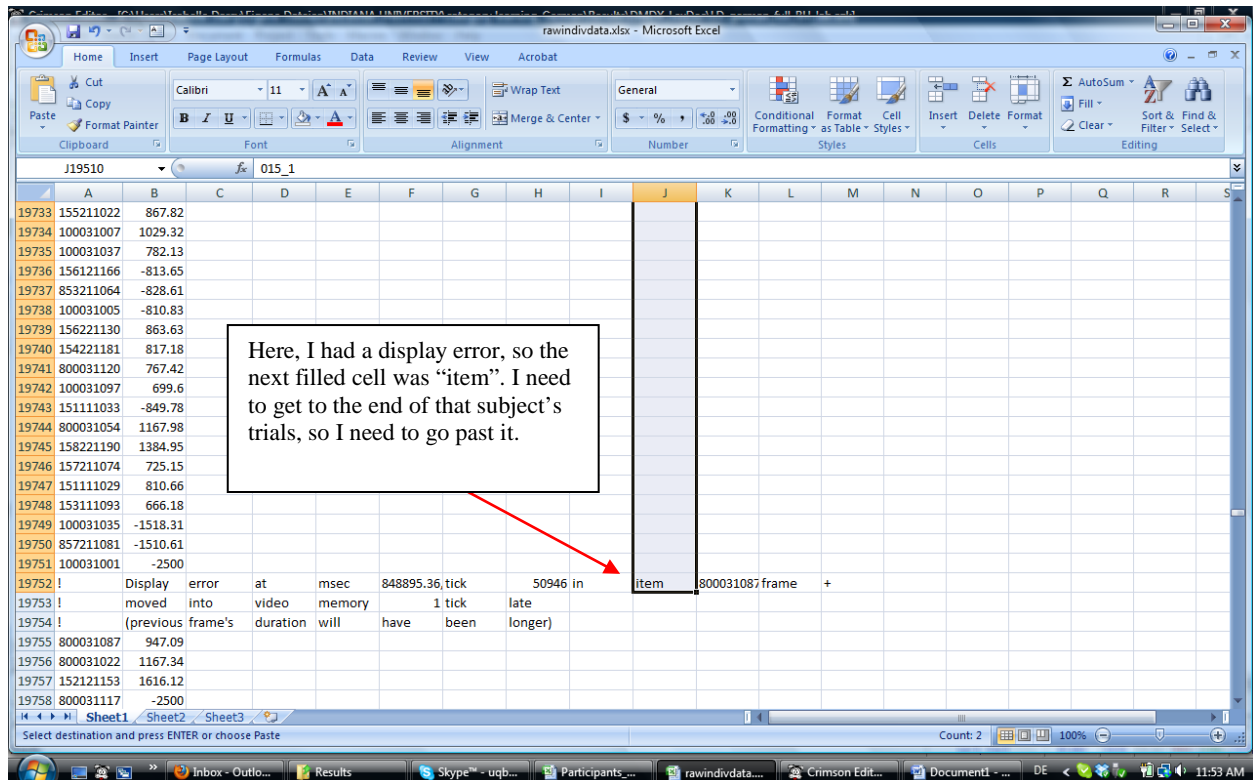 rawindivdata.xlsx - Microsoft Excel
Home Insert Page Layout Formulas Data Review View Acrobat
Paste
Cut
Copy
Format Painter
Clipboard
Calibri 11
B I U
Font
Wrap Text
Merge & Center
Alignment
General
$ % ,
Number
Conditional Formatting
Format as Table
Cell Styles
Styles
Insert Delete Format
Cells
Σ AutoSum
Fill
Clear
Sort & Filter
Find & Select
Editing
J19510 fx 015_1
A B C D E F G H I J K L M N O P Q R S
19733 155211022 867.82
19734 100031007 1029.32
19735 100031037 782.13
19736 156121166 -813.65
19737 853211064 -828.61
19738 100031005 -810.83
19739 156221130 863.63
19740 154221181 817.18
19741 800031120 767.42
19742 100031097 699.6
19743 151111033 -849.78
19744 800031054 1167.98
19745 158221190 1384.95
19746 157211074 725.15
19747 151111029 810.66
19748 153111093 666.18
19749 100031035 -1518.31
19750 857211081 -1510.61
19751 100031001 -2500
19752 ! Display error at msec 848895.36, tick 50946 in item 800031087 frame +
19753 ! moved into video memory 1 tick late
19754 ! (previous frame's duration will have been longer)
19755 800031087 947.09
19756 800031022 1167.34
19757 152121153 1616.12
19758 800031117 -2500
Here, I had a display error, so the
next filled cell was “item”. I need
to get to the end of that subject’s
trials, so I need to go past it.
Sheet1 Sheet2 Sheet3
Select destination and press ENTER or choose Paste Count: 2 100%
Inbox - Outlo... Results Skype™ - uqb... Participants_... rawindivdata.... Crimson Edit... Document1 - ... DE 11:53 AM